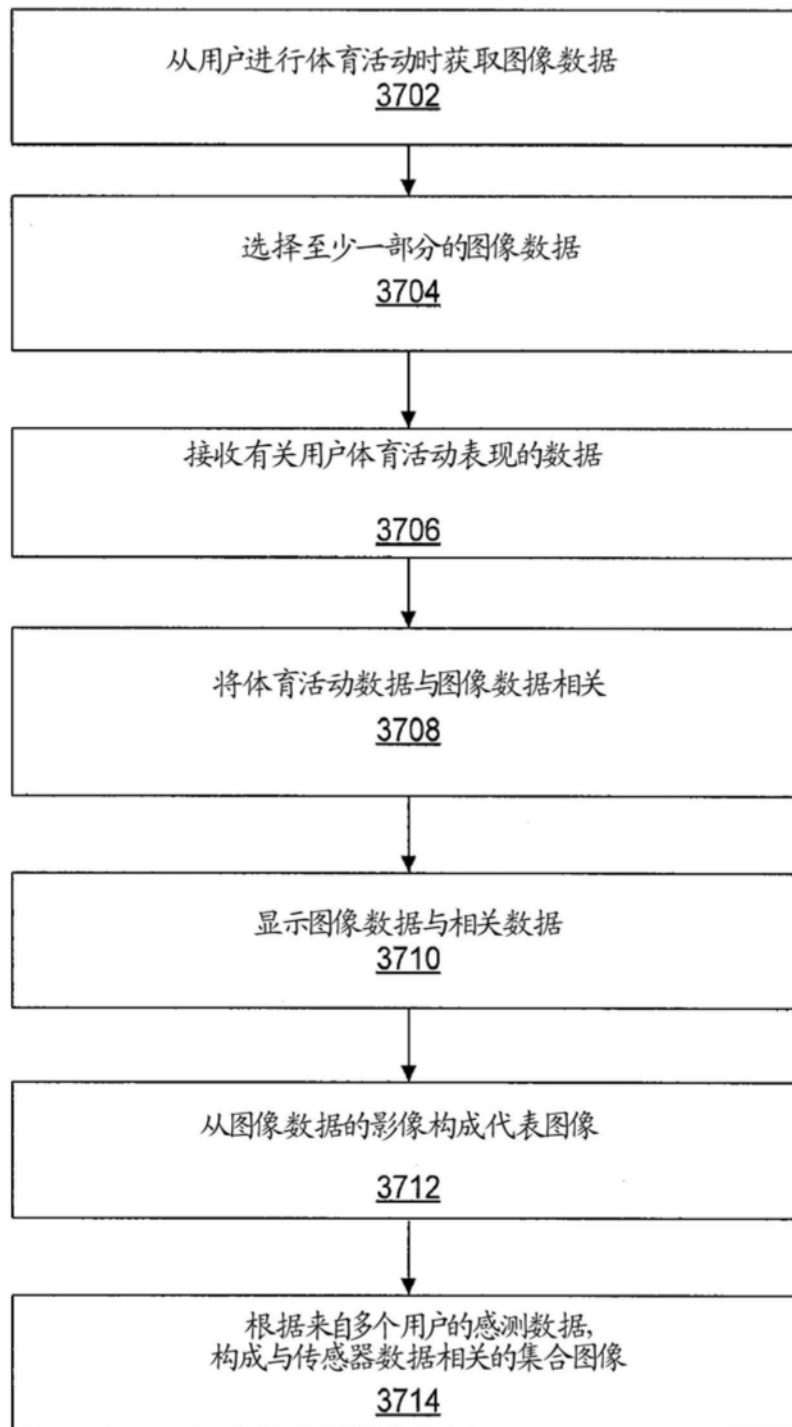 从用户进行体育活动时获取图像数据
3702
选择至少一部分的图像数据
3704
接收有关用户体育活动表现的数据
3706
将体育活动数据与图像数据相关
3708
显示图像数据与相关数据
3710
从图像数据的影像构成代表图像
3712
根据来自多个用户的感测数据,
构成与传感器数据相关的集合图像
3714